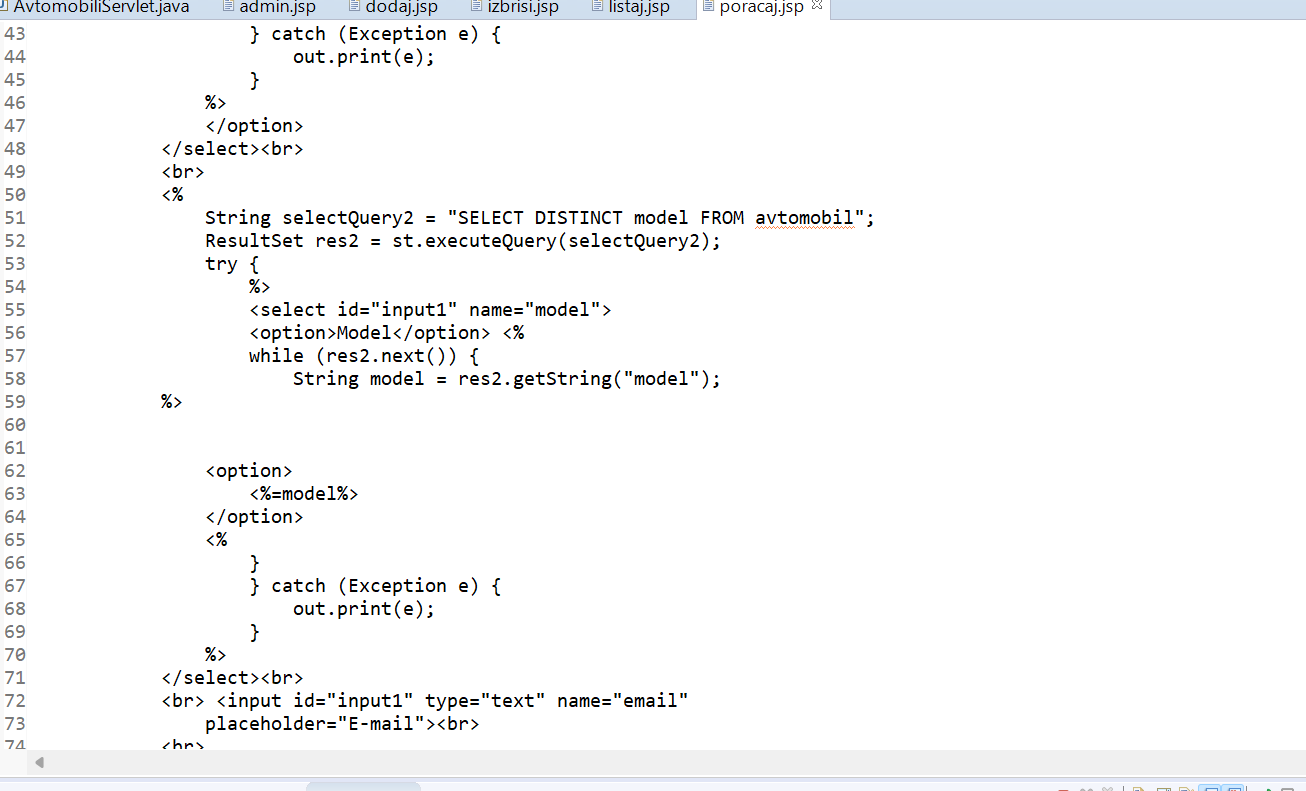 AvtomobiliServlet.java admin.jsp dodaj.jsp izbrisi.jsp listaj.jsp poracaj.jsp
43 } catch (Exception e) {
44 out.print(e);
45 }
46 %>
47 </option>
48 </select><br>
49 <br>
50 <%
51 String selectQuery2 = "SELECT DISTINCT model FROM avtomobil";
52 ResultSet res2 = st.executeQuery(selectQuery2);
53 try {
54 %>
55 <select id="input1" name="model">
56 <option>Model</option> <%
57 while (res2.next()) {
58 String model = res2.getString("model");
59 %>
60
61
62 <option>
63 <%=model%>
64 </option>
65 <%
66 }
67 } catch (Exception e) {
68 out.print(e);
69 }
70 %>
71 </select><br>
72 <br> <input id="input1" type="text" name="email"
73 placeholder="E-mail"><br>
74 <br>